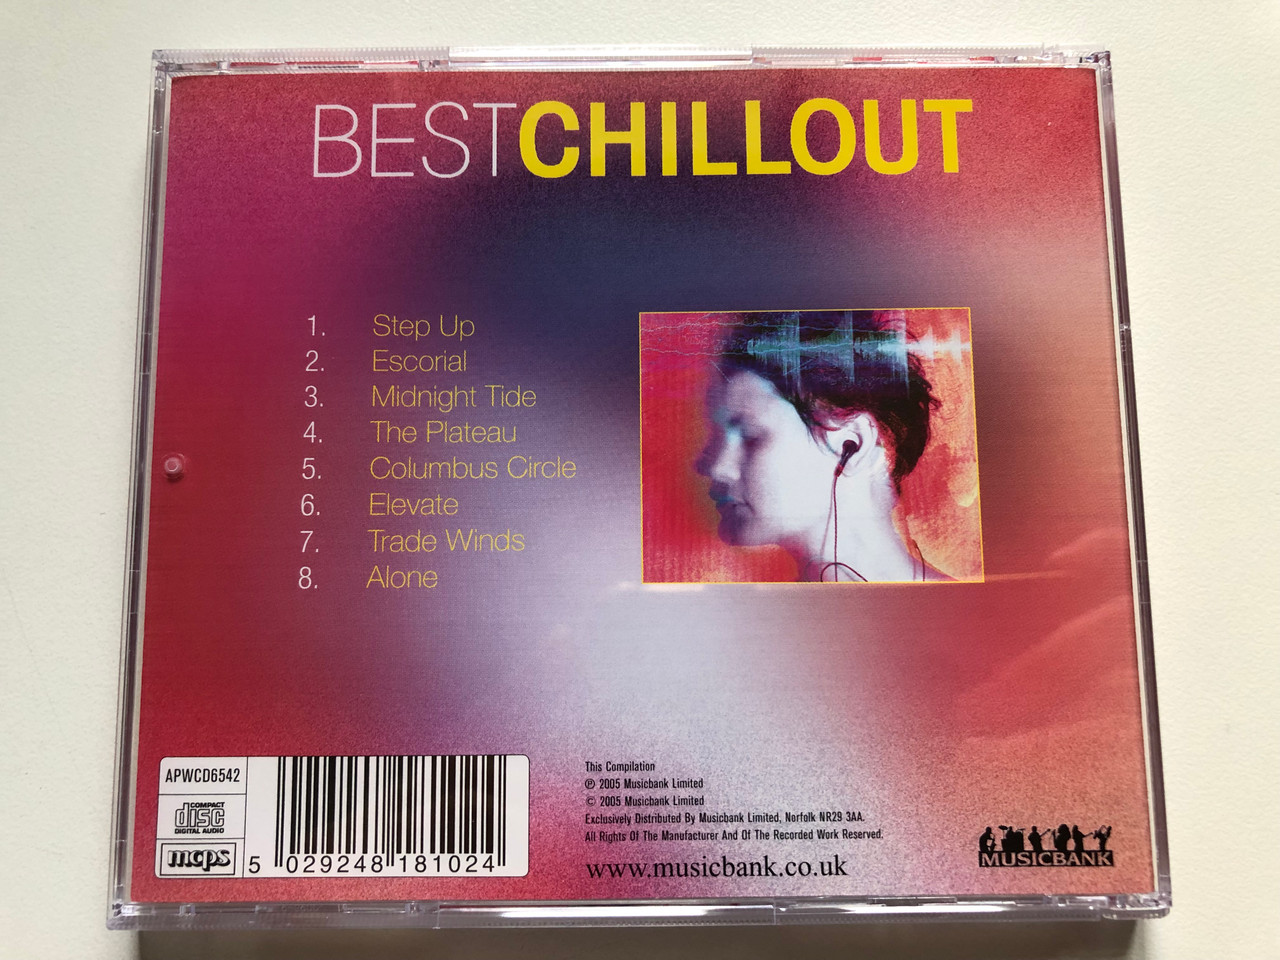 BESTCHILLOUT
1. Step Up
2. Escorial
3. Midnight Tide
4. The Plateau
5. Columbus Circle
6. Elevate
7. Trade Winds
8. Alone
APWCD6542
COMPACT
disc
DIGITAL AUDIO
mcps
5 029248 181024
This Compilation
℗ 2005 Musicbank Limited
© 2005 Musicbank Limited
Exclusively Distributed By Musicbank Limited, Norfolk NR29 3AA.
All Rights Of The Manufacturer And Of The Recorded Work Reserved.
www.musicbank.co.uk
MUSICBANK